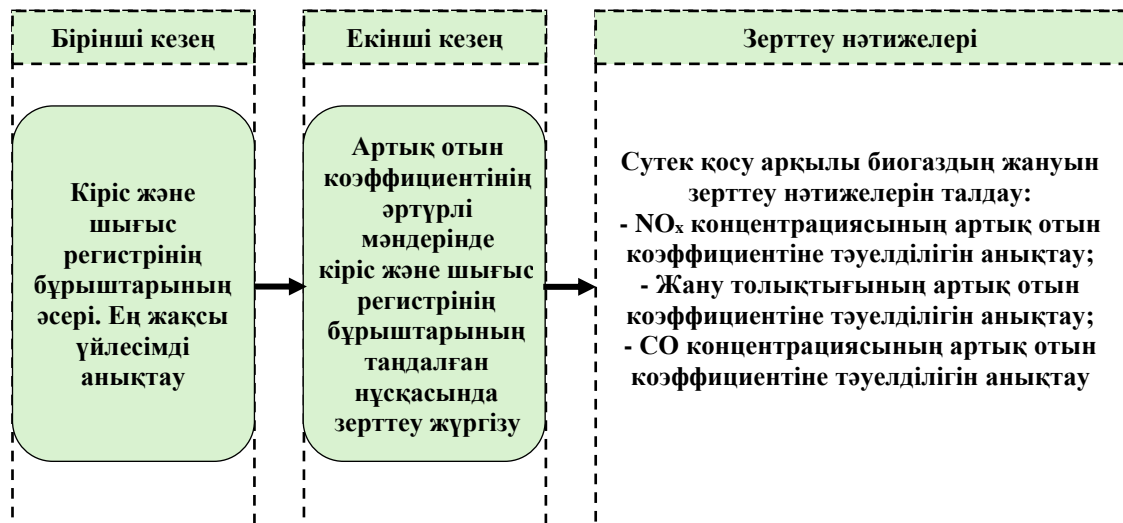 Бірінші кезең
Кіріс және
шығыс
регистрінің
бұрыштарының
әсері. Ең жақсы
үйлесімді
анықтау
Екінші кезең
Артық отын
коэффициентінің
әртүрлі
мәндерінде
кіріс және шығыс
регистрінің
бұрыштарының
таңдалған
нұсқасында
зерттеу жүргізу
Зерттеу нәтижелері
Сутек қосу арқылы биогаздың жануын
зерттеу нәтижелерін талдау:
- NOₓ концентрациясының артық отын
коэффициентіне тәуелділігін анықтау;
- Жану толықтығының артық отын
коэффициентіне тәуелділігін анықтау;
- СО концентрациясының артық отын
коэффициентіне тәуелділігін анықтау